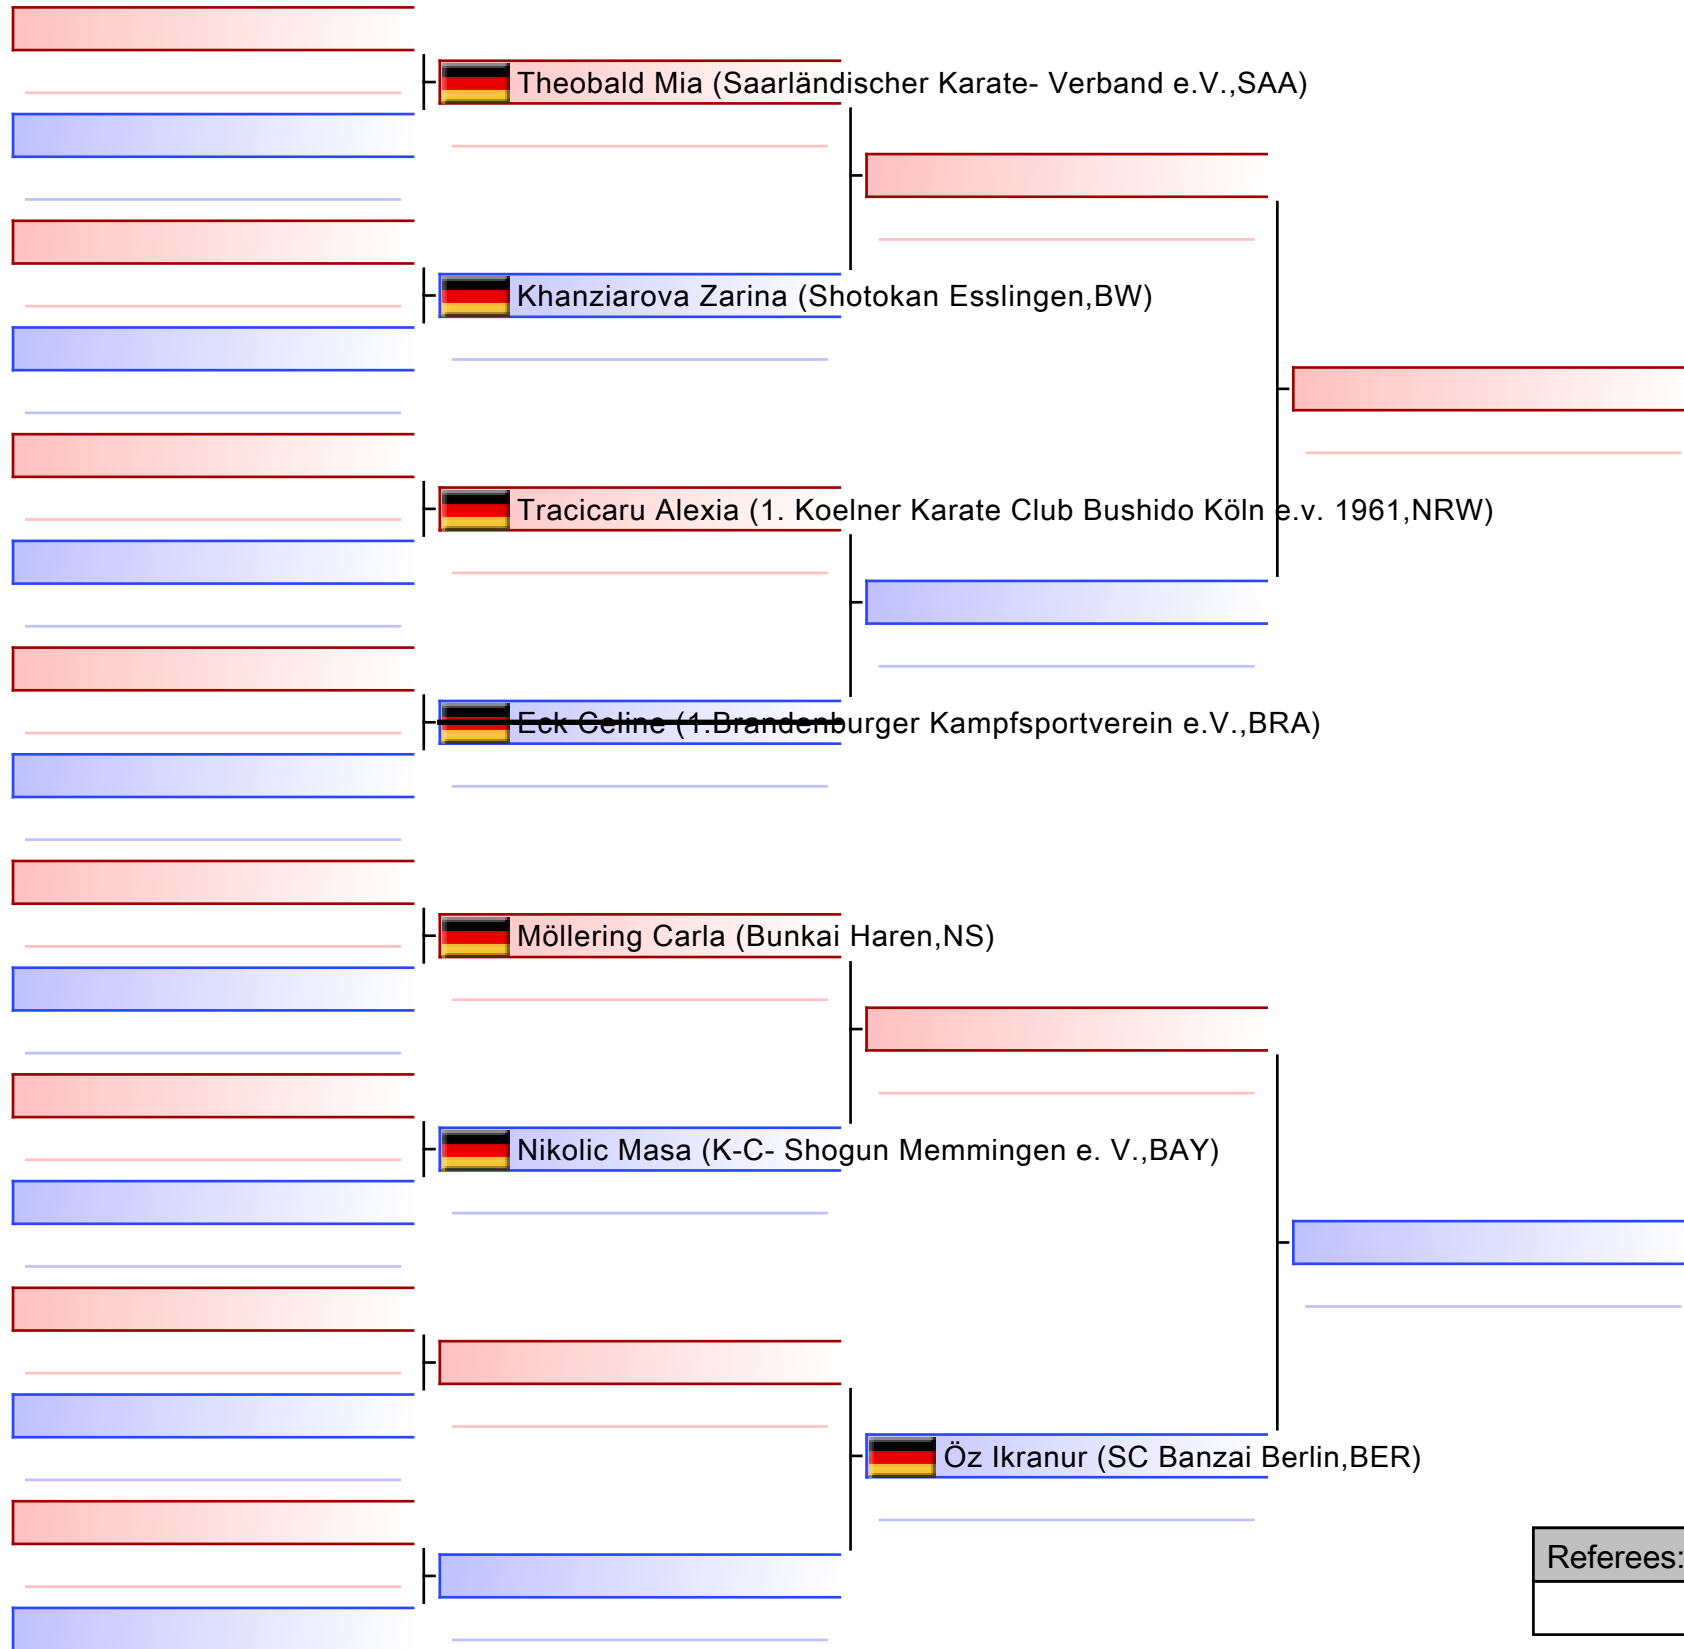 Theobald Mia (Saarländischer Karate- Verband e.V.,SAA)
Khanziarova Zarina (Shotokan Esslingen,BW)
Tracicaru Alexia (1. Koelner Karate Club Bushido Köln e.v. 1961,NRW)
Eck Celine (1.Brandenburger Kampfsportverein e.V.,BRA)
Möllering Carla (Bunkai Haren,NS)
Nikolic Masa (K-C- Shogun Memmingen e. V.,BAY)
Öz Ikranur (SC Banzai Berlin,BER)
Referees: